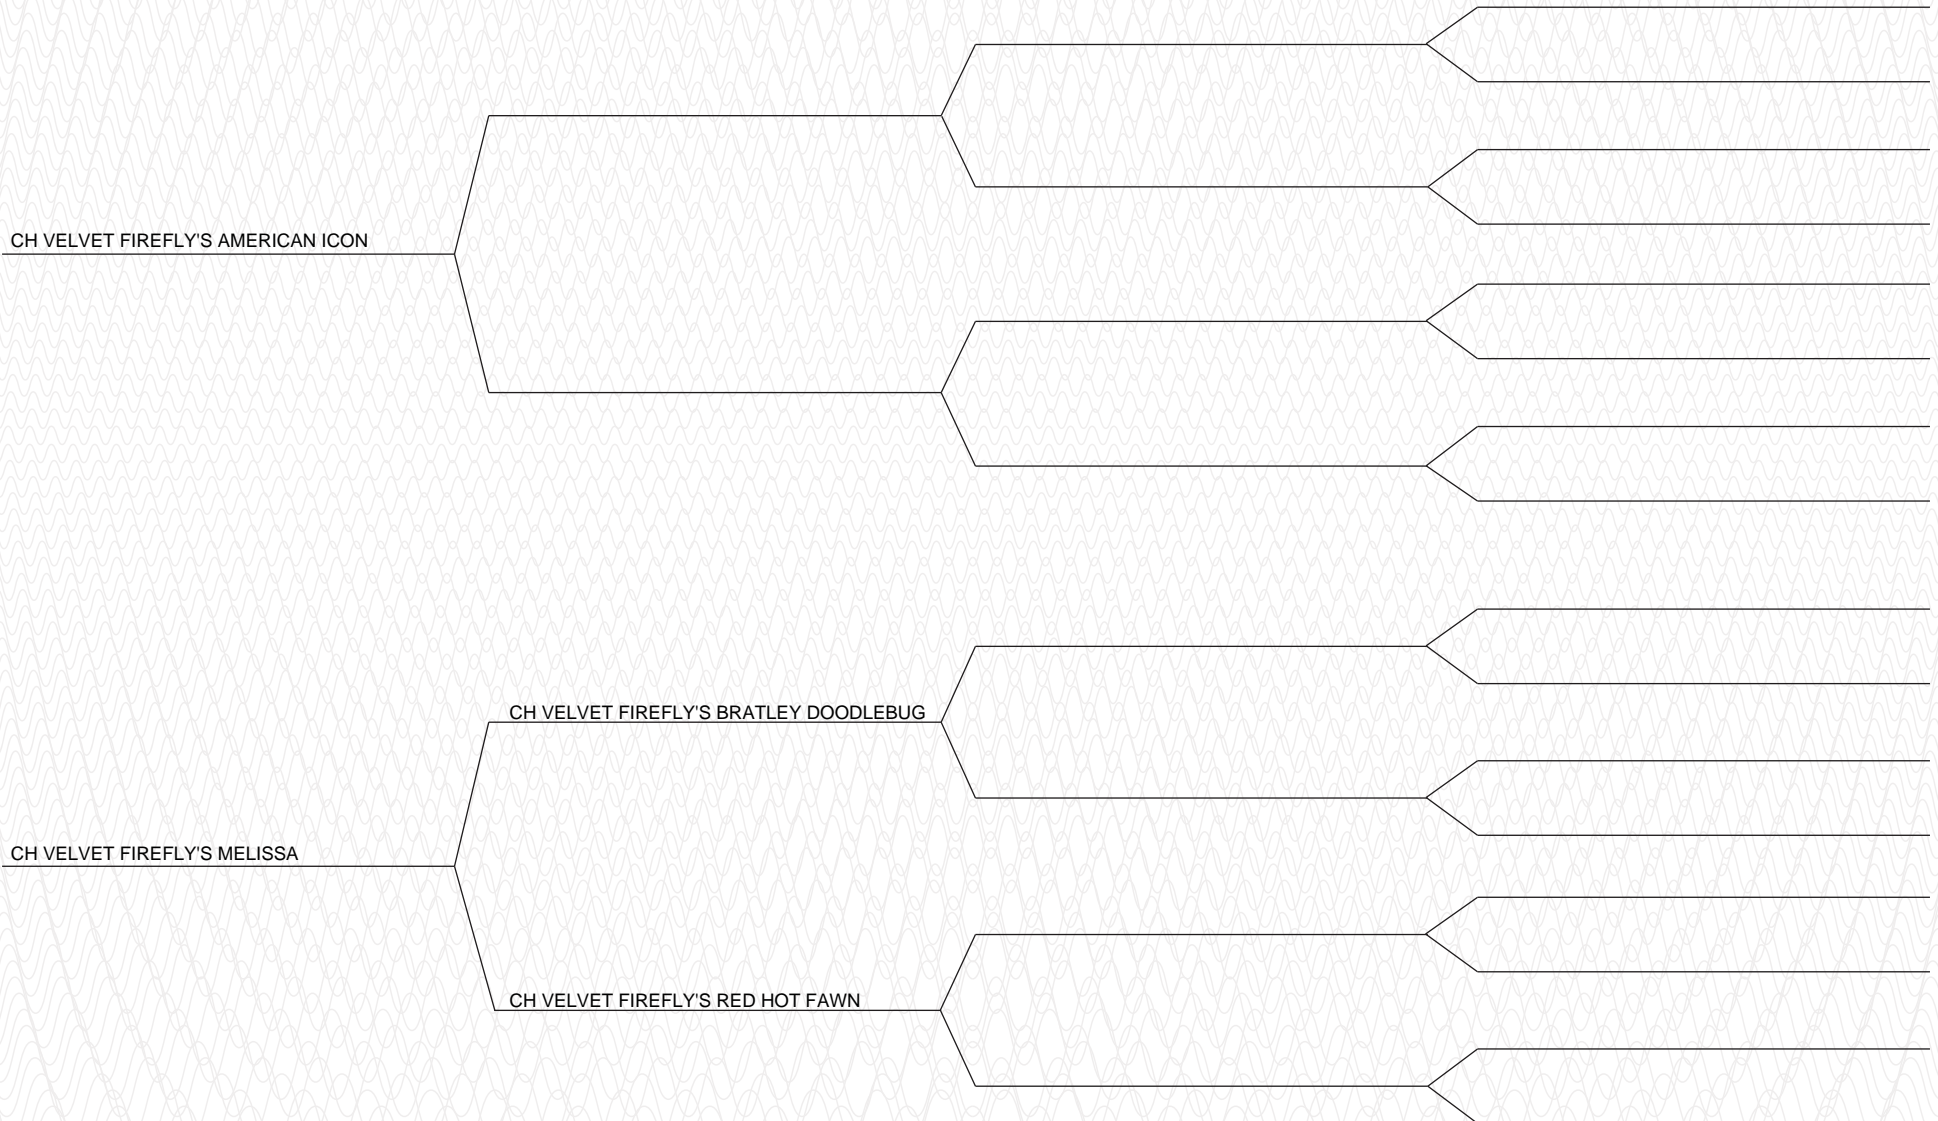 CH VELVET FIREFLY'S AMERICAN ICON
CH VELVET FIREFLY'S BRATLEY DOODLEBUG
CH VELVET FIREFLY'S MELISSA
CH VELVET FIREFLY'S RED HOT FAWN